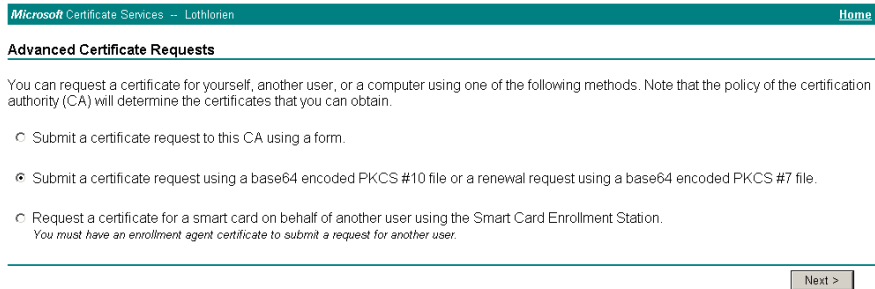 Microsoft Certificate Services -- Lothlorien Home
Advanced Certificate Requests
You can request a certificate for yourself, another user, or a computer using one of the following methods. Note that the policy of the certification
authority (CA) will determine the certificates that you can obtain.
Submit a certificate request to this CA using a form.
Submit a certificate request using a base64 encoded PKCS #10 file or a renewal request using a base64 encoded PKCS #7 file.
Request a certificate for a smart card on behalf of another user using the Smart Card Enrollment Station.
You must have an enrollment agent certificate to submit a request for another user.
Next >